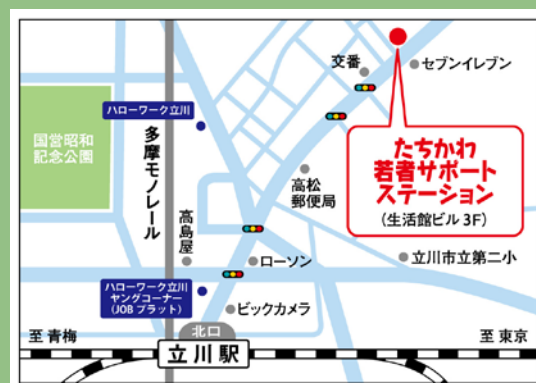 交番
セブンイレブン
ハローワーク立川
国営昭和
記念公園
多摩モノレール
たちかわ
若者サポート
ステーション
(生活館ビル 3F)
高松
郵便局
高島屋
ローソン
立川市立第二小
ハローワーク立川
ヤングコーナー
(JOB プラット)
ビックカメラ
北口
至 青梅
至 東京
立川駅